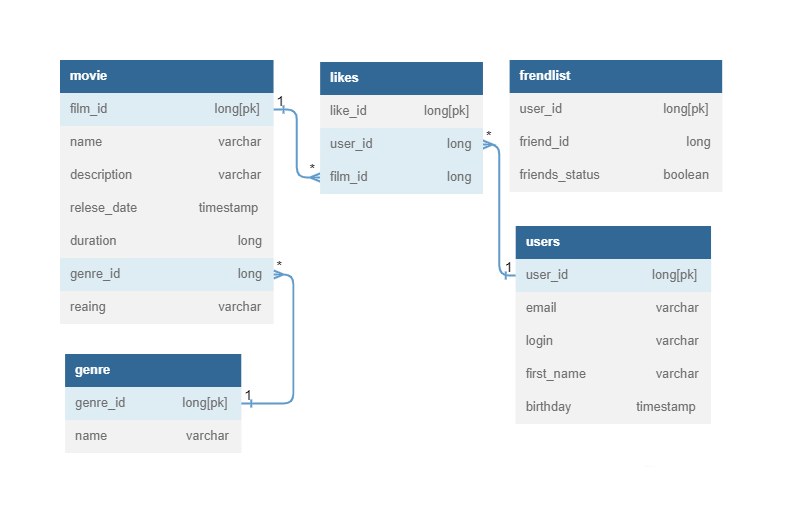 movie
film_id long[pk]
name varchar
description varchar
relese_date timestamp
duration long
genre_id long
reaing varchar
1
*
*
genre
genre_id long[pk]
name varchar
1
likes
like_id long[pk]
user_id long
film_id long
*
1
frendlist
user_id long[pk]
friend_id long
friends_status boolean
users
user_id long[pk]
email varchar
login varchar
first_name varchar
birthday timestamp